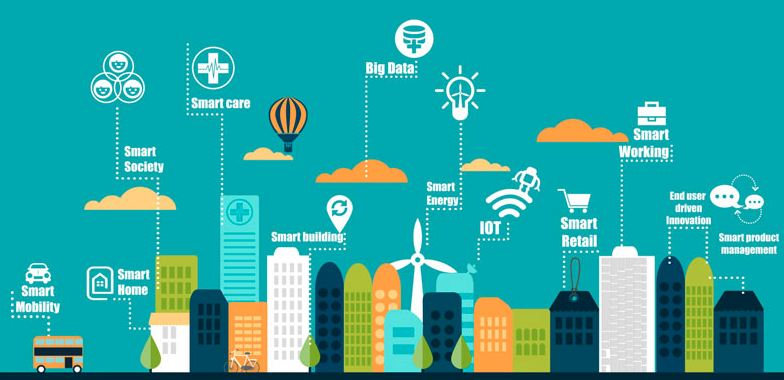 Big Data
Smart care
Smart
Working
Smart
Society
Smart
Energy
End user
driven
Innovation
IOT
Smart
Retail
Smart building
Smart product
management
Smart
Home
Smart
Mobility